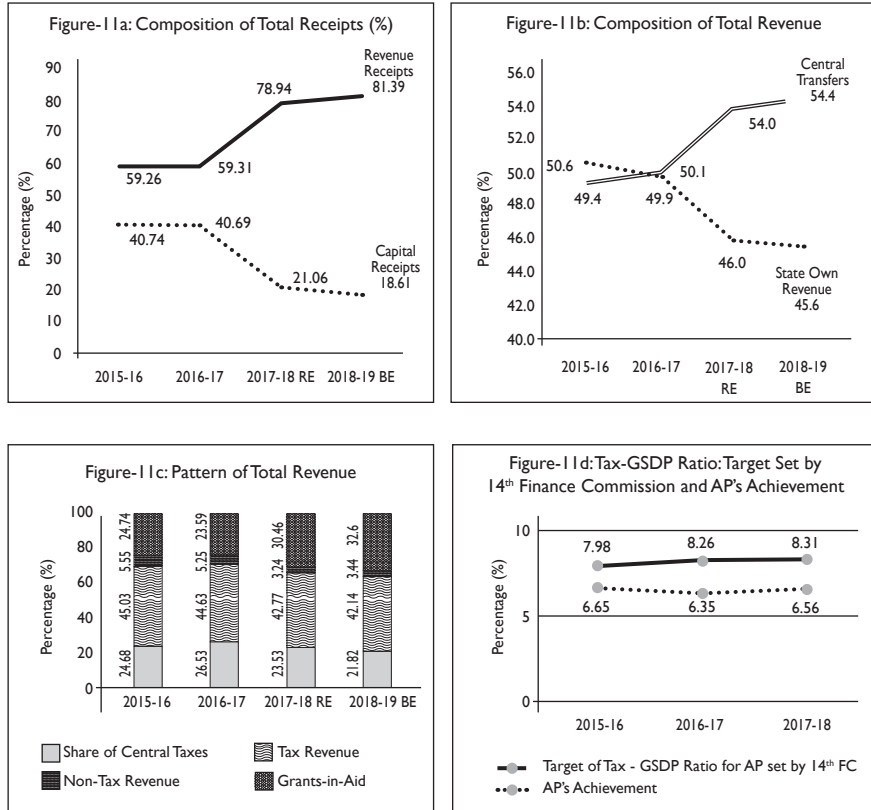 Figure-11a: Composition of Total Receipts (%)
Percentage (%)
90
80
70
60
50
40
30
20
10
0
Revenue
Receipts
81.39
78.94
59.26
59.31
40.74
40.69
21.06
Capital
Receipts
18.61
2015-16 2016-17 2017-18 RE 2018-19 BE
Figure-11b: Composition of Total Revenue
Percentage (%)
56.0
54.0
52.0
50.0
48.0
46.0
44.0
42.0
40.0
Central
Transfers
54.4
54.0
50.6
50.1
49.4
49.9
46.0
State Own
Revenue
45.6
2015-16 2016-17 2017-18 2018-19
RE BE
Figure-11c: Pattern of Total Revenue
Percentage (%)
100
80
60
40
20
0
24.74
5.55
45.03
24.68
23.59
5.25
44.63
26.53
30.46
3.24
42.77
23.53
32.6
3.44
42.14
21.82
2015-16 2016-17 2017-18 RE 2018-19 BE
Share of Central Taxes Tax Revenue
Non-Tax Revenue Grants-in-Aid
Figure-11d: Tax-GSDP Ratio: Target Set by
14th Finance Commission and AP's Achievement
Percentage (%)
10
5
0
7.98 8.26 8.31
6.65 6.35 6.56
2015-16 2016-17 2017-18
Target of Tax - GSDP Ratio for AP set by 14th FC
AP's Achievement